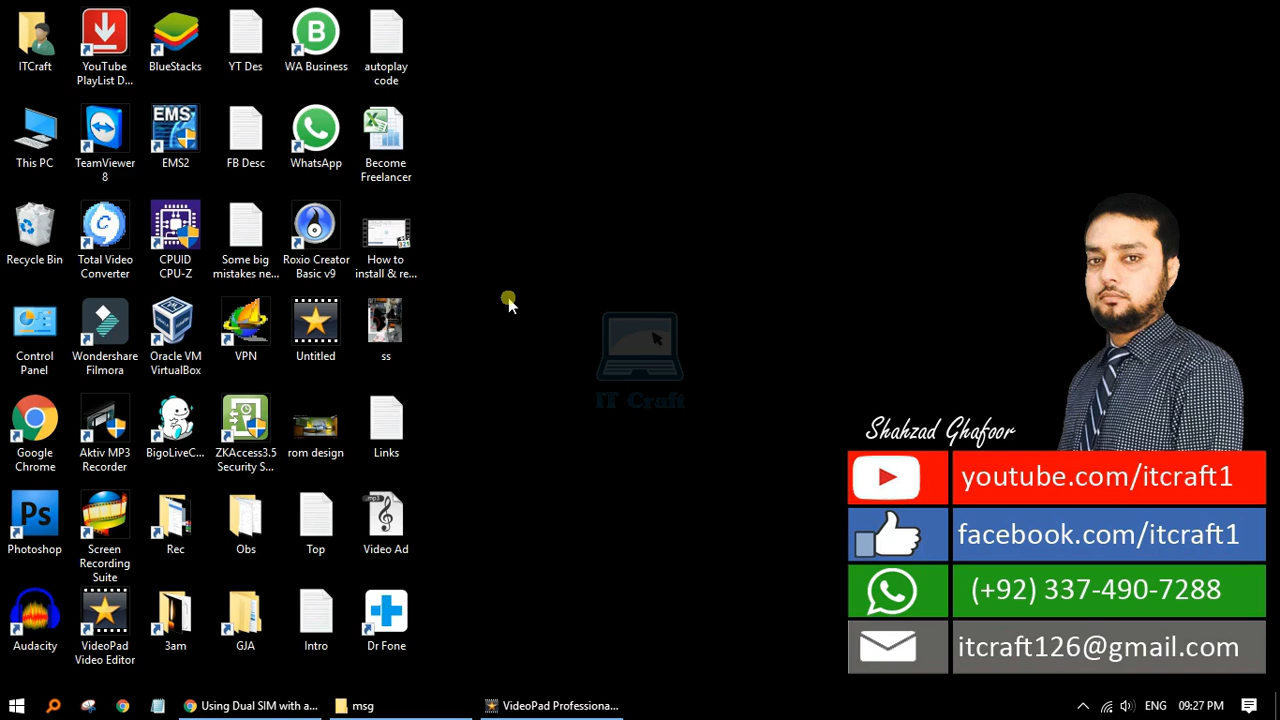 ITCraft
YouTube
PlayList D...
BlueStacks
YT Des
B
WA Business
autoplay
code
This PC
TeamViewer
8
EMS
EMS2
FB Desc
WhatsApp
Become
Freelancer
Recycle Bin
Total Video
Converter
CPUID
CPU-Z
Some big
mistakes ne...
Roxio Creator
Basic v9
How to
install & re...
Control
Panel
Wondershare
Filmora
Oracle VM
VirtualBox
VPN
Untitled
ss
IT Craft
Google
Chrome
Aktiv MP3
Recorder
BigoLiveC...
ZKAccess3.5
Security S...
rom design
Links
Ps
Photoshop
Screen
Recording
Suite
Rec
Obs
Top
.mp3
Video Ad
Audacity
VideoPad
Video Editor
3am
GJA
Intro
Dr Fone
Shahzad Ghafoor
youtube.com/itcraft1
facebook.com/itcraft1
(+92) 337-490-7288
itcraft126@gmail.com
Using Dual SIM with a...
msg
VideoPad Professiona...
ENG
09:27 PM